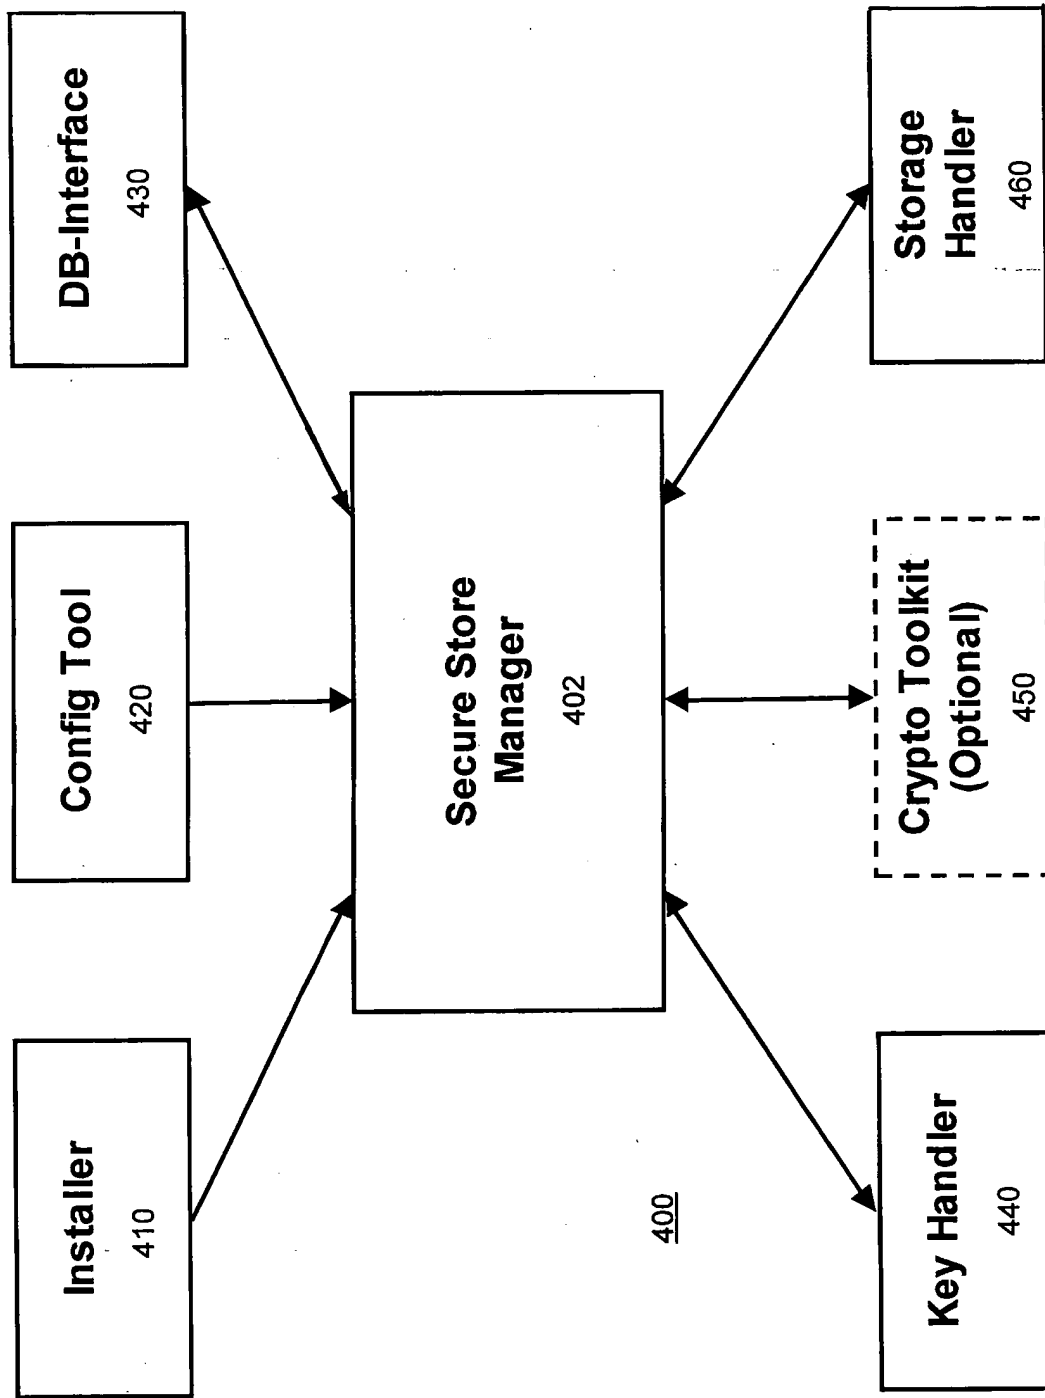 Installer
410
Config Tool
420
DB-Interface
430
Secure Store
Manager
402
400
Key Handler
440
Crypto Toolkit
(Optional)
450
Storage
Handler
460